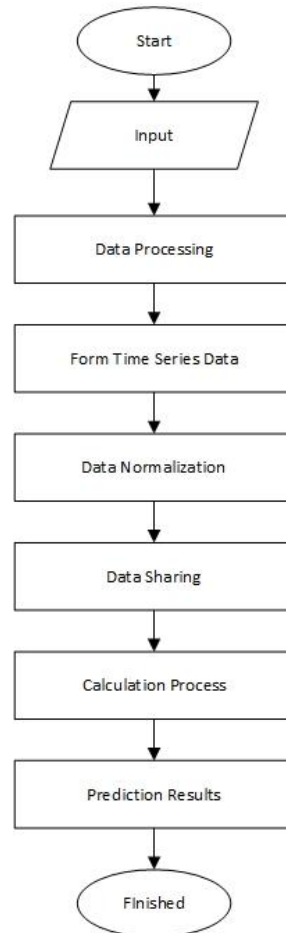 Start
Input
Data Processing
Form Time Series Data
Data Normalization
Data Sharing
Calculation Process
Prediction Results
FInished